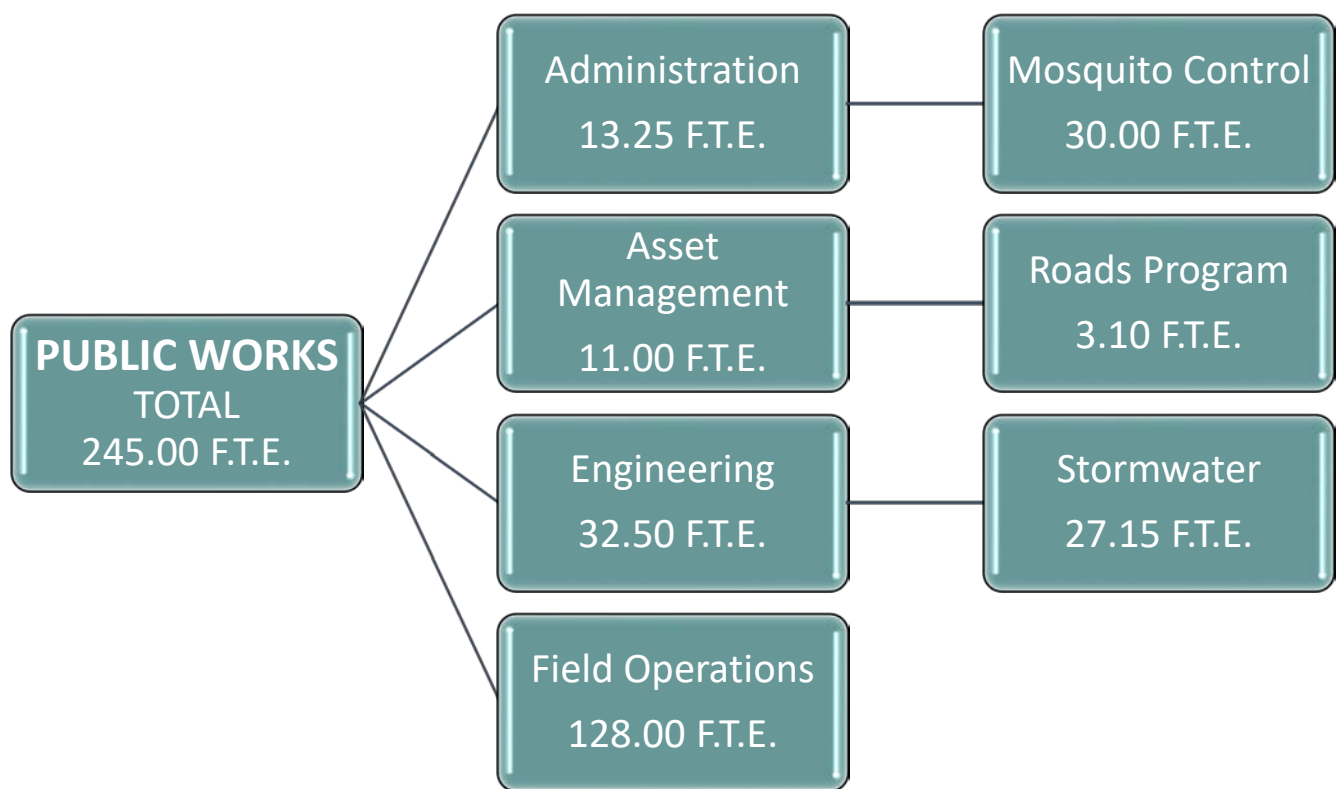 PUBLIC WORKS
TOTAL
245.00 F.T.E.
Administration
13.25 F.T.E.
Mosquito Control
30.00 F.T.E.
Asset
Management
11.00 F.T.E.
Roads Program
3.10 F.T.E.
Engineering
32.50 F.T.E.
Stormwater
27.15 F.T.E.
Field Operations
128.00 F.T.E.